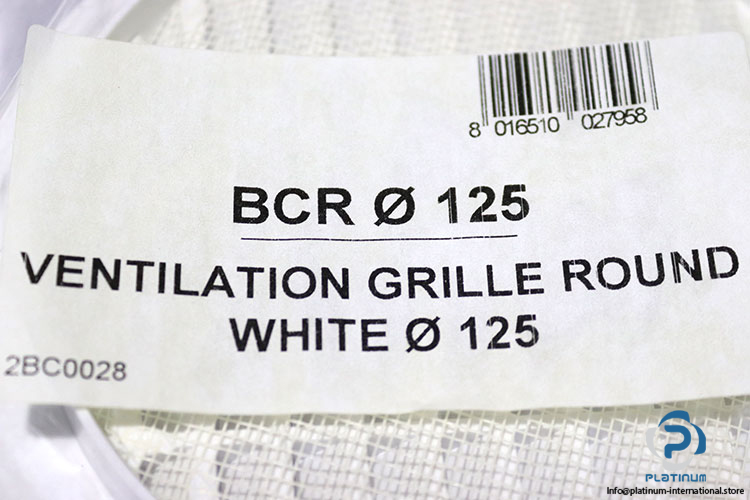 8 016510 027958
BCR Ø 125
VENTILATION GRILLE ROUND
WHITE Ø 125
2BC0028
PLATINUM
Info@platinum-international.store